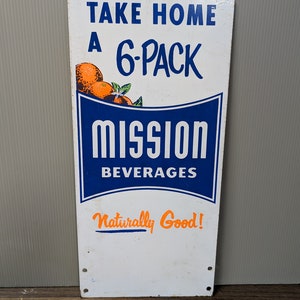 TAKE HOME
A 6-PACK
MISSION
BEVERAGES
Naturally Good!